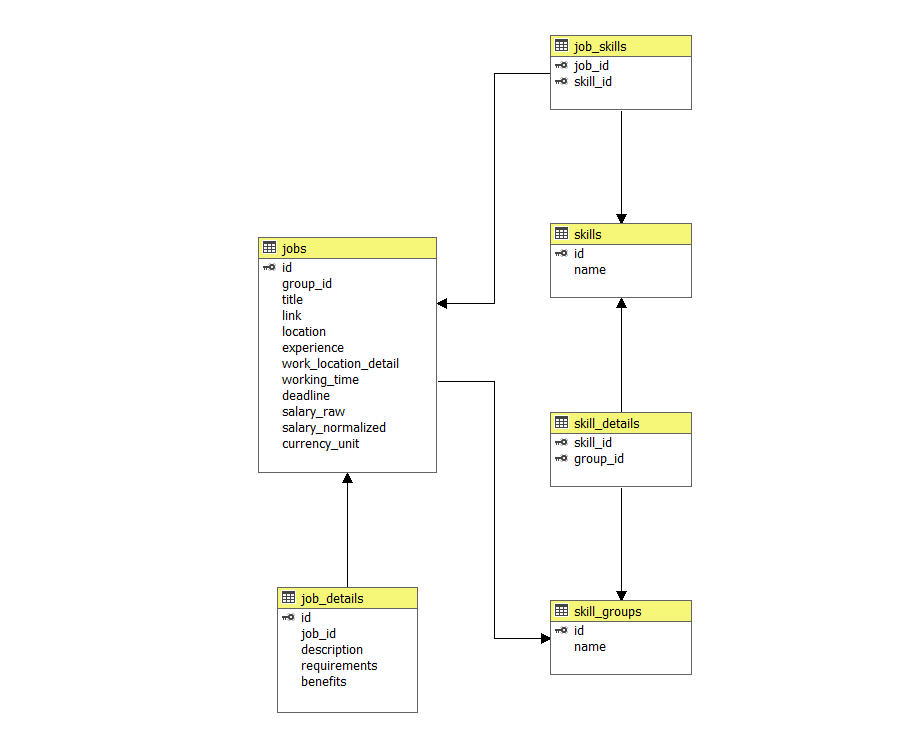 job_skills
job_id
skill_id
skills
id
name
jobs
id
group_id
title
link
location
experience
work_location_detail
working_time
deadline
salary_raw
salary_normalized
currency_unit
skill_details
skill_id
group_id
job_details
id
job_id
description
requirements
benefits
skill_groups
id
name